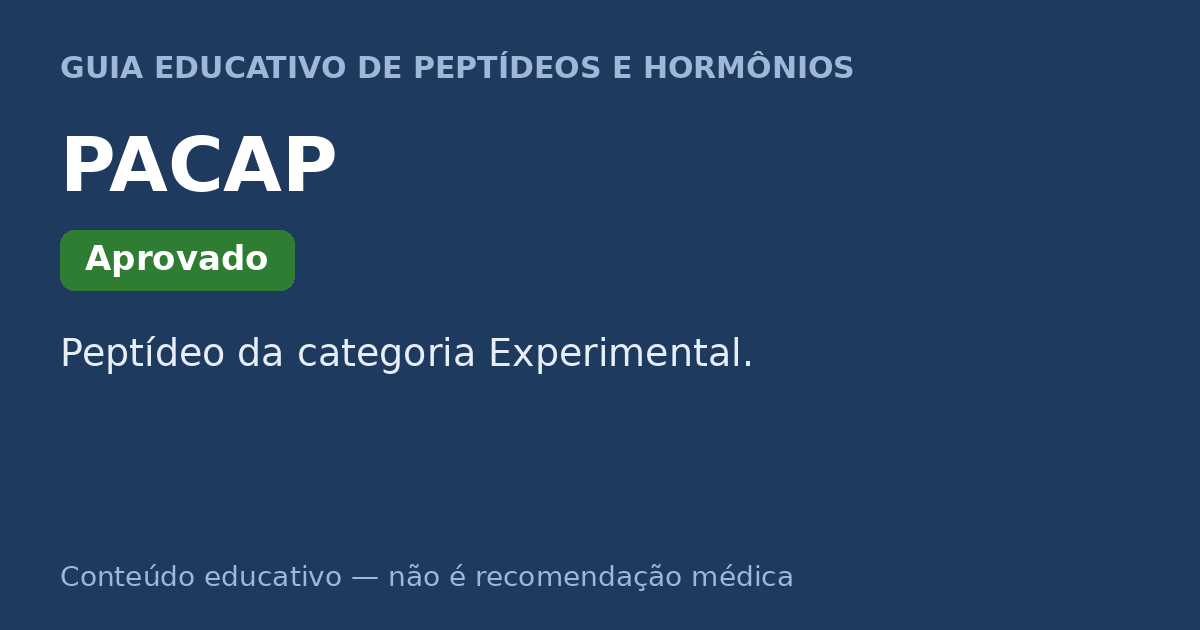 GUIA EDUCATIVO DE PEPTÍDEOS E HORMÔNIOS
PACAP
Aprovado
Peptídeo da categoria Experimental.
Conteúdo educativo — não é recomendação médica